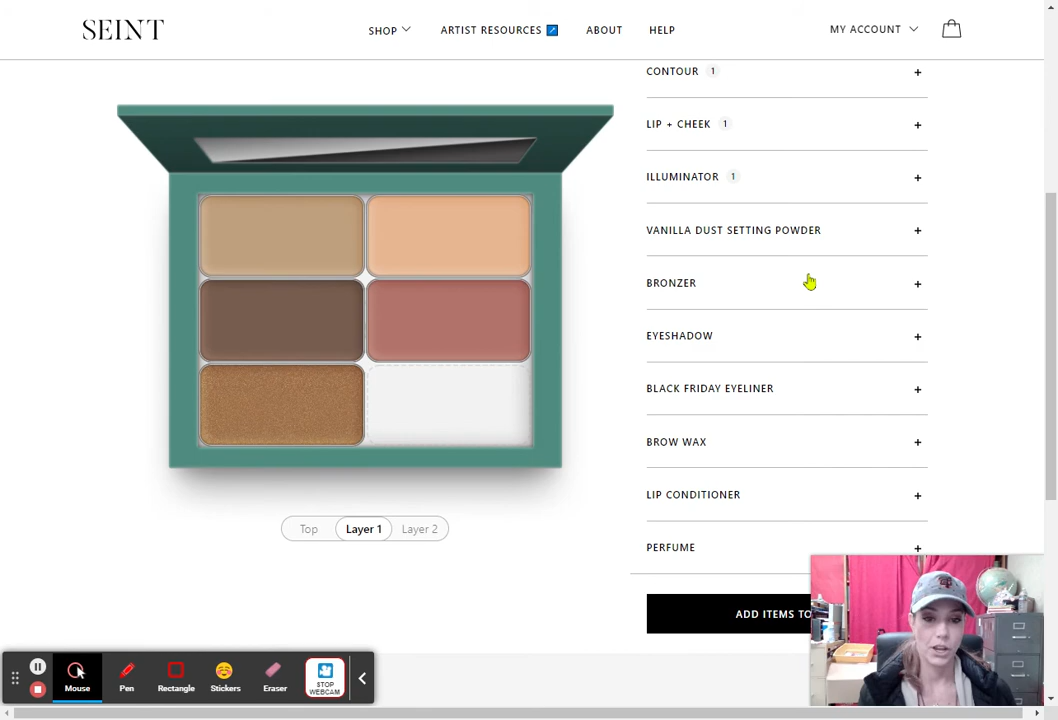 SEINT
SHOP
ARTIST RESOURCES
ABOUT
HELP
MY ACCOUNT
CONTOUR 1
LIP + CHEEK 1
ILLUMINATOR 1
VANILLA DUST SETTING POWDER
BRONZER
EYESHADOW
BLACK FRIDAY EYELINER
BROW WAX
LIP CONDITIONER
PERFUME
ADD ITEMS TO
Top
Layer 1
Layer 2
Mouse
Pen
Rectangle
Stickers
Eraser
STOP
WEBCAM